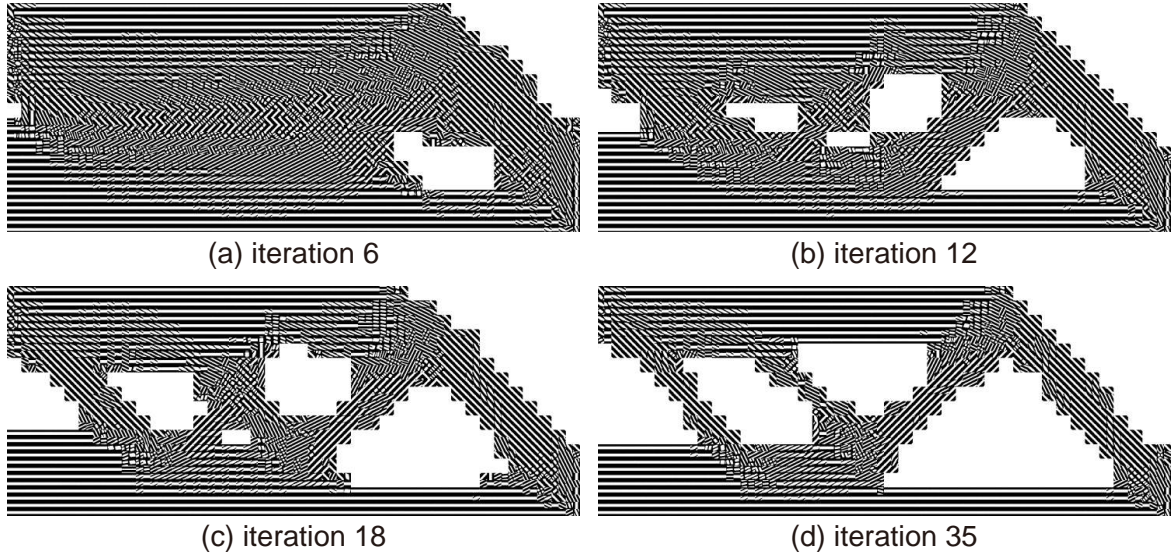 (a) iteration 6
(b) iteration 12
(c) iteration 18
(d) iteration 35